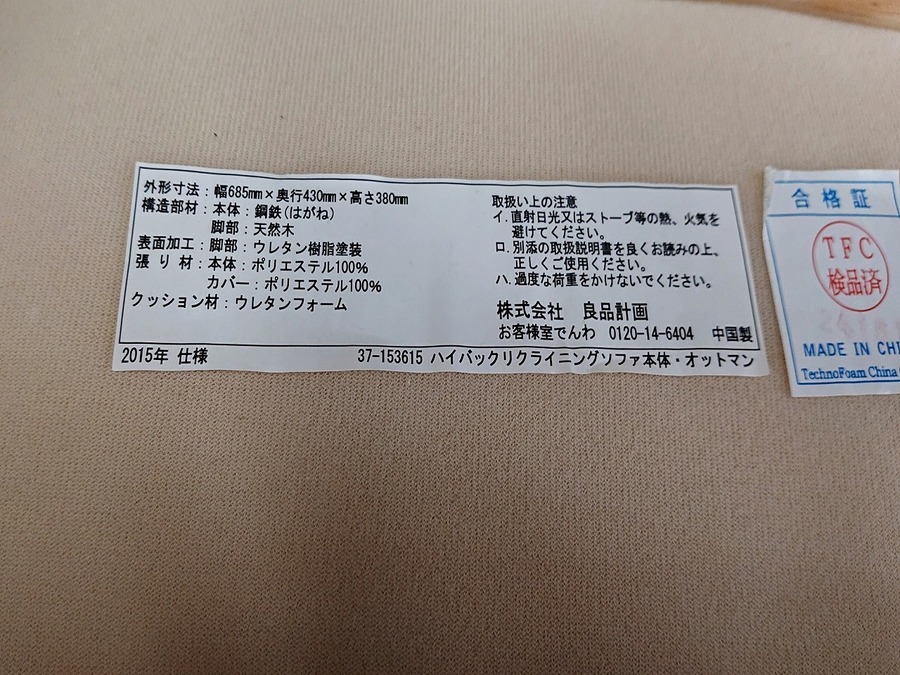 外形寸法：幅685mm×奥行430mm×高さ380mm
構造部材：本体：鋼鉄(はがね)
脚部：天然木
表面加工：脚部：ウレタン樹脂塗装
張り材：本体：ポリエステル100%
カバー：ポリエステル100%
クッション材：ウレタンフォーム
取扱い上の注意
イ. 直射日光又はストーブ等の熱、火気を
避けてください。
ロ. 別添の取扱説明書を良くお読みの上、
正しくご使用ください。
ハ. 過度な荷重をかけないでください。
株式会社 良品計画
お客様室でんわ 0120-14-6404 中国製
2015年 仕様 37-153615 ハイバックリクライニングソファ本体・オットマン
合格証
TFC
検品済
MADE IN CHI
TechnoFoam China